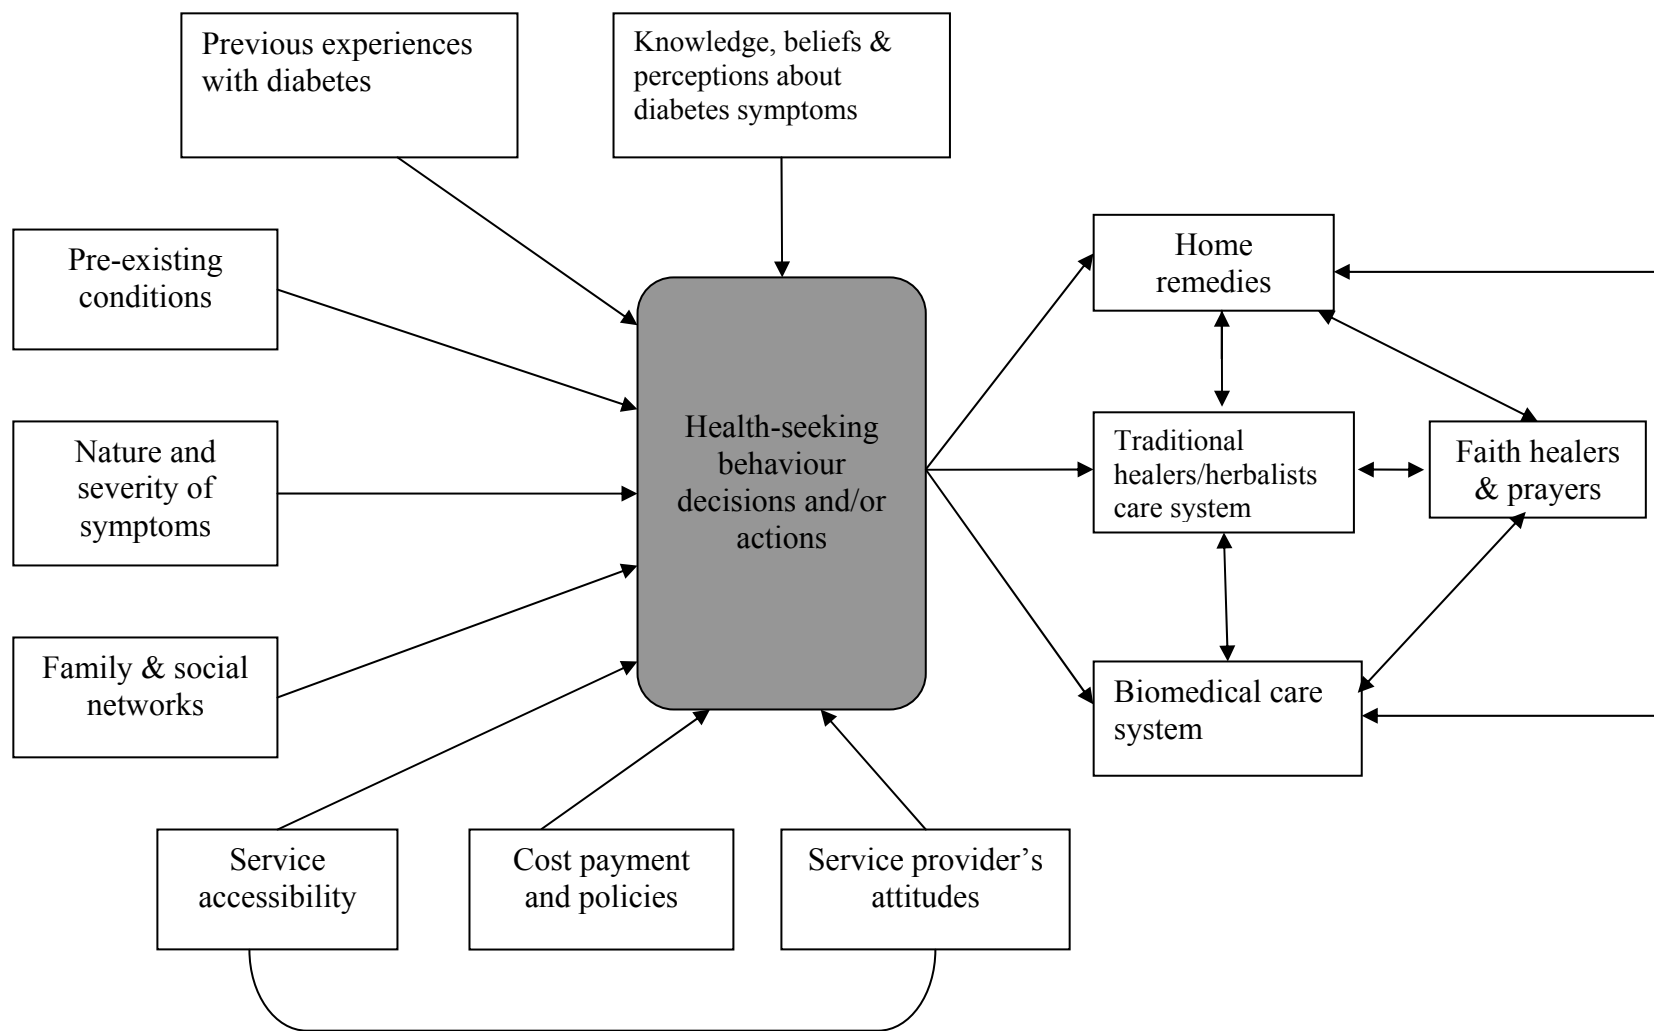 Previous experiences
with diabetes
Knowledge, beliefs &
perceptions about
diabetes symptoms
Pre-existing
conditions
Nature and
severity of
symptoms
Family & social
networks
Health-seeking
behaviour
decisions and/or
actions
Home
remedies
Traditional
healers/herbalists
care system
Faith healers
& prayers
Biomedical care
system
Service
accessibility
Cost payment
and policies
Service provider’s
attitudes